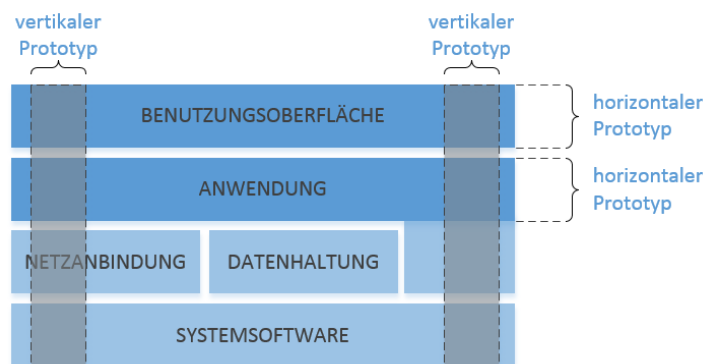 vertikaler
Prototyp
vertikaler
Prototyp
BENUTZUNGSOBERFLÄCHE
horizontaler
Prototyp
ANWENDUNG
horizontaler
Prototyp
NETZANBINDUNG
DATENHALTUNG
SYSTEMSOFTWARE